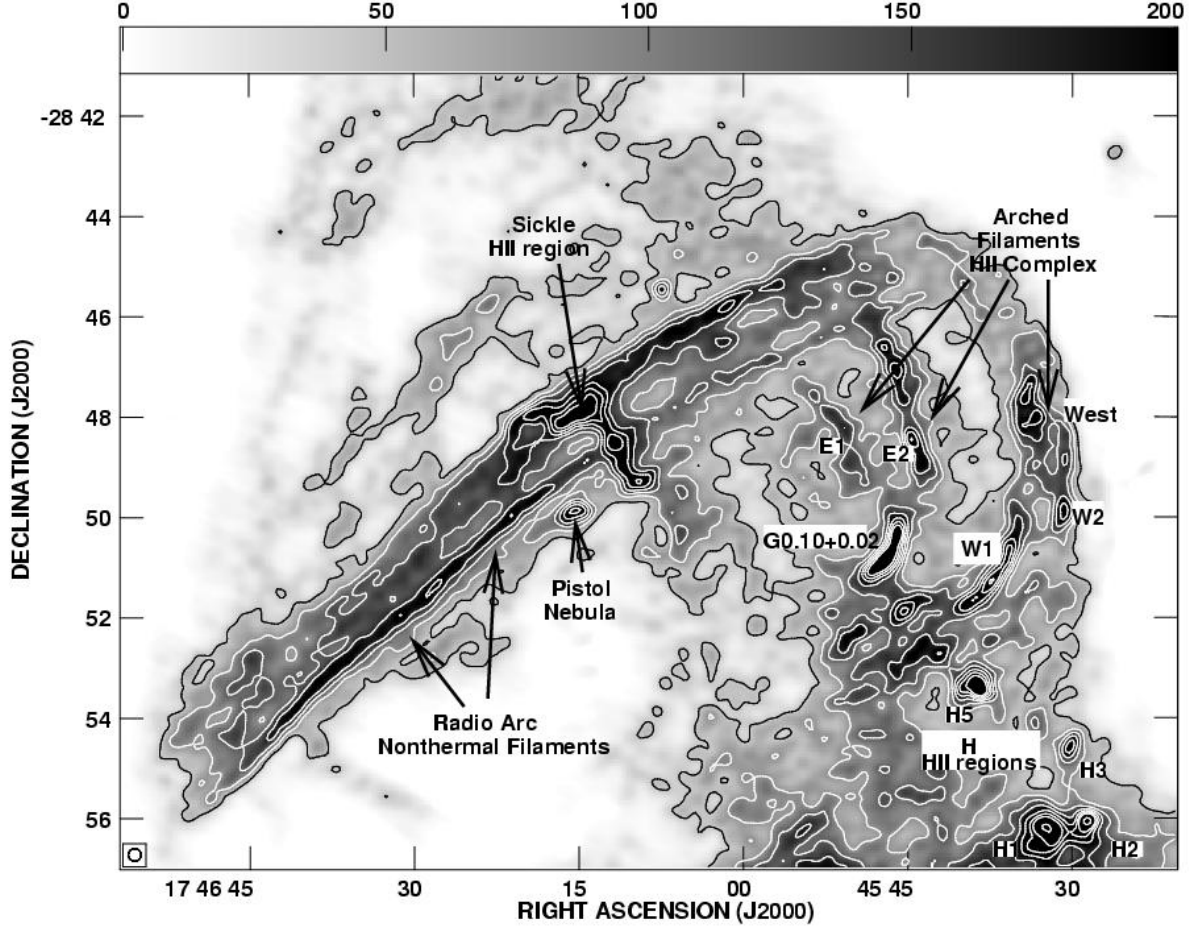 0 50 100 150 200
-28 42
44
46
48
50
52
54
56
DECLINATION (J2000)
Sickle
HII region
Arched
Filaments
HII Complex
West
E1
E2
W2
G0.10+0.02
W1
Pistol
Nebula
H5
Radio Arc
Nonthermal Filaments
H
HII regions
H3
H1
H2
17 46 45 30 15 00 45 45 30
RIGHT ASCENSION (J2000)